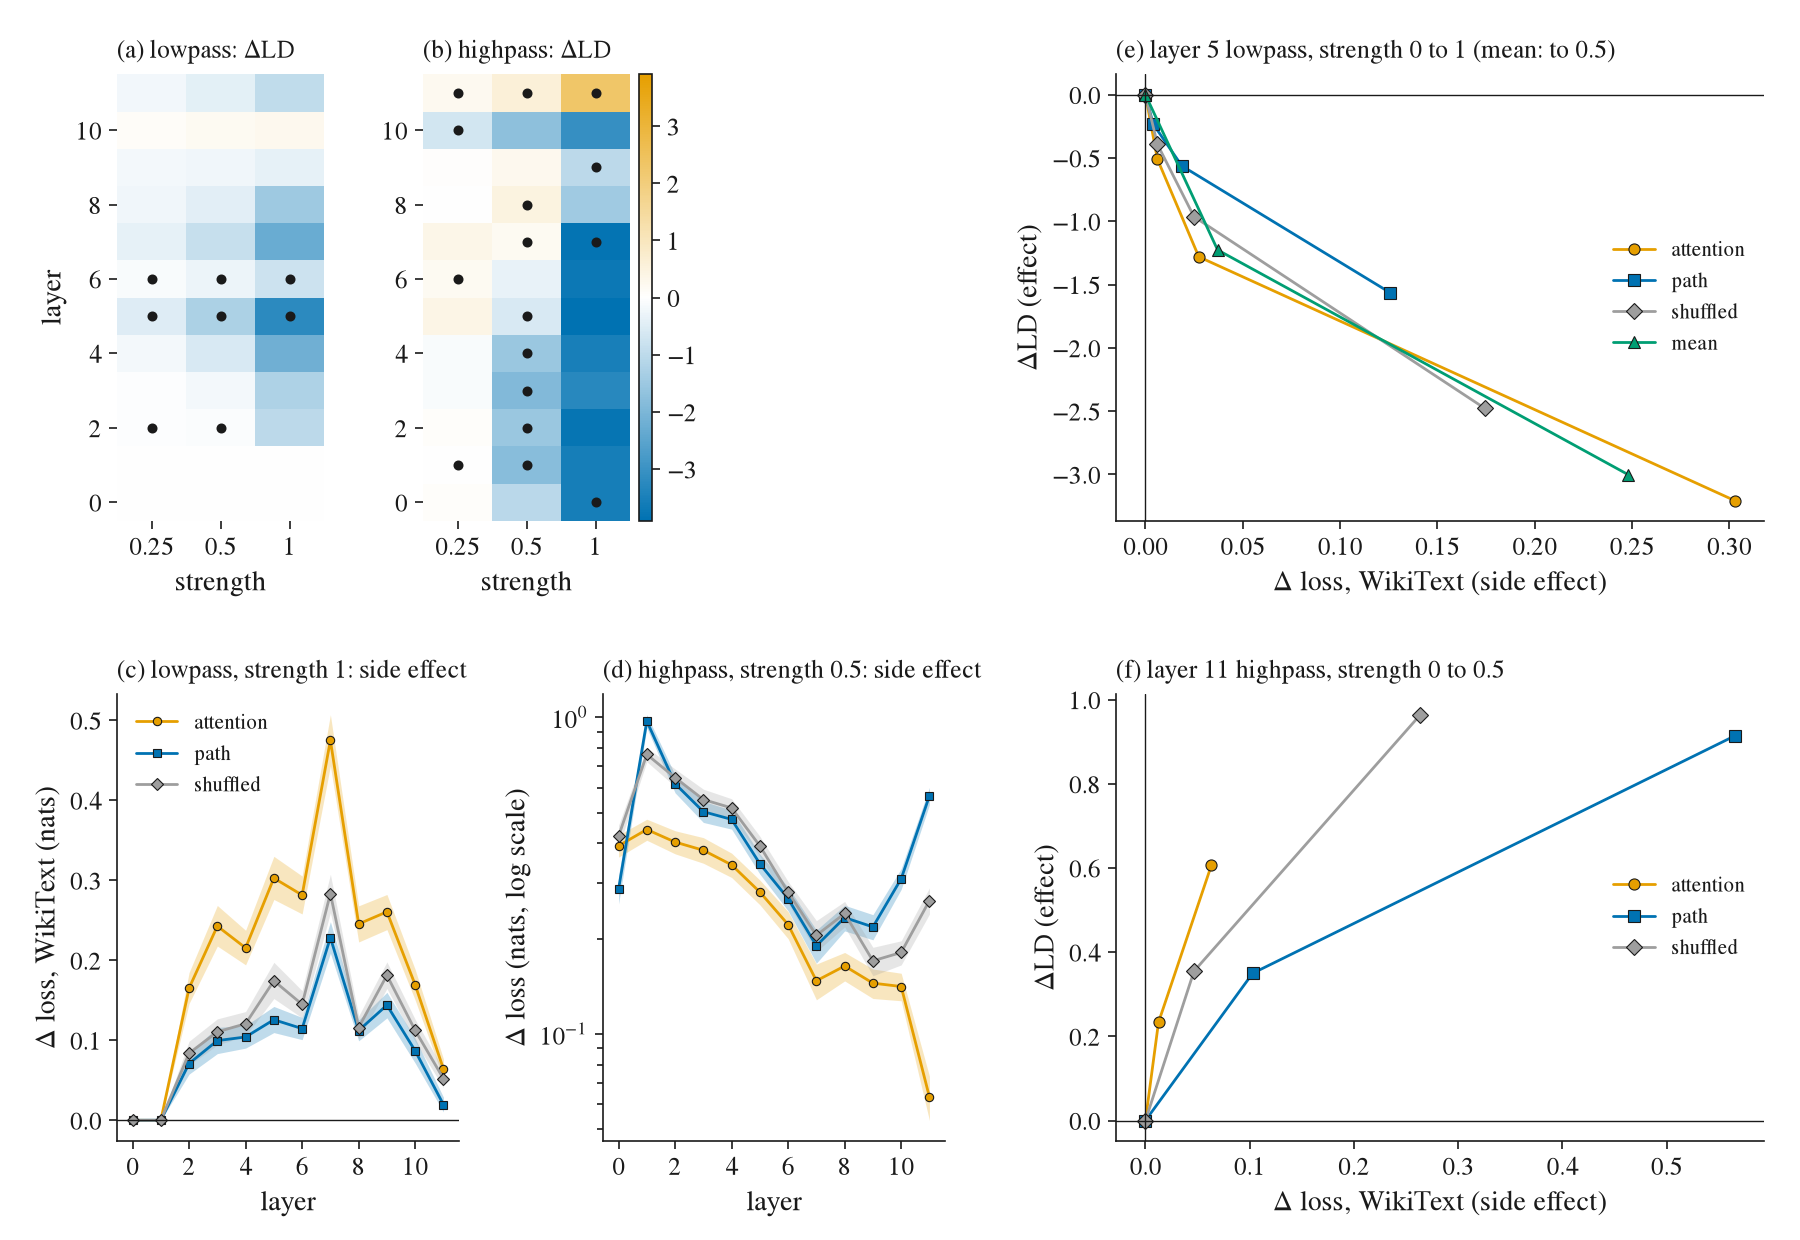 (a) lowpass: ΔLD
10
8
6
4
2
0
layer
0.25 0.5 1
strength
(b) highpass: ΔLD
10
8
6
4
2
0
0.25 0.5 1
strength
3
2
1
0
−1
−2
−3
(e) layer 5 lowpass, strength 0 to 1 (mean: to 0.5)
0.0
−0.5
−1.0
−1.5
−2.0
−2.5
−3.0
ΔLD (effect)
attention
path
shuffled
mean
0.00 0.05 0.10 0.15 0.20 0.25 0.30
Δ loss, WikiText (side effect)
(c) lowpass, strength 1: side effect
0.5
0.4
0.3
0.2
0.1
0.0
Δ loss, WikiText (nats)
attention
path
shuffled
0 2 4 6 8 10
layer
(d) highpass, strength 0.5: side effect
10⁰
10⁻¹
Δ loss (nats, log scale)
0 2 4 6 8 10
layer
(f) layer 11 highpass, strength 0 to 0.5
1.0
0.8
0.6
0.4
0.2
0.0
ΔLD (effect)
attention
path
shuffled
0.0 0.1 0.2 0.3 0.4 0.5
Δ loss, WikiText (side effect)